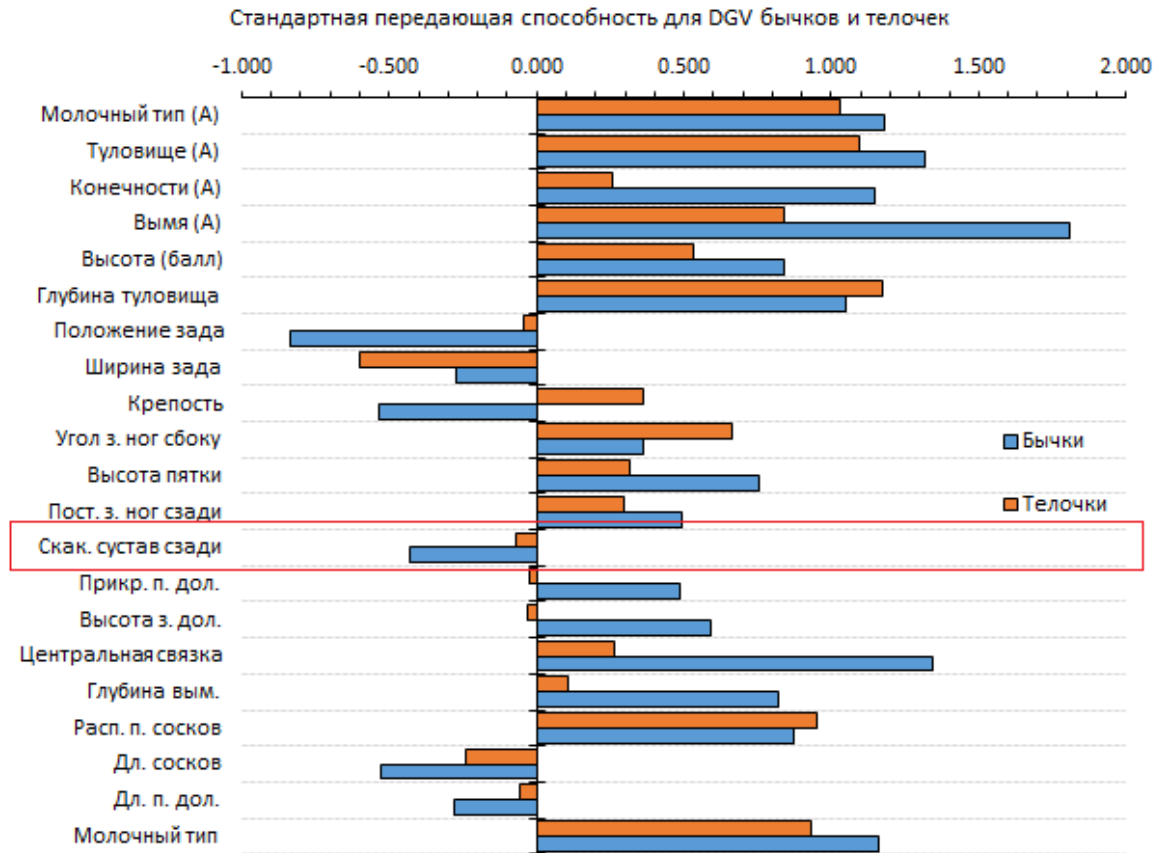 Стандартная передающая способность для DGV бычков и телочек
-1.000 -0.500 0.000 0.500 1.000 1.500 2.000
Молочный тип (А)
Туловище (А)
Конечности (А)
Вымя (А)
Высота (балл)
Глубина туловища
Положение зада
Ширина зада
Крепость
Угол з. ног сбоку
Бычки
Высота пятки
Пост. з. ног сзади
Телочки
Скак. сустав сзади
Прикр. п. дол.
Высота з. дол.
Центральная связка
Глубина вым.
Расп. п. сосков
Дл. сосков
Дл. п. дол.
Молочный тип